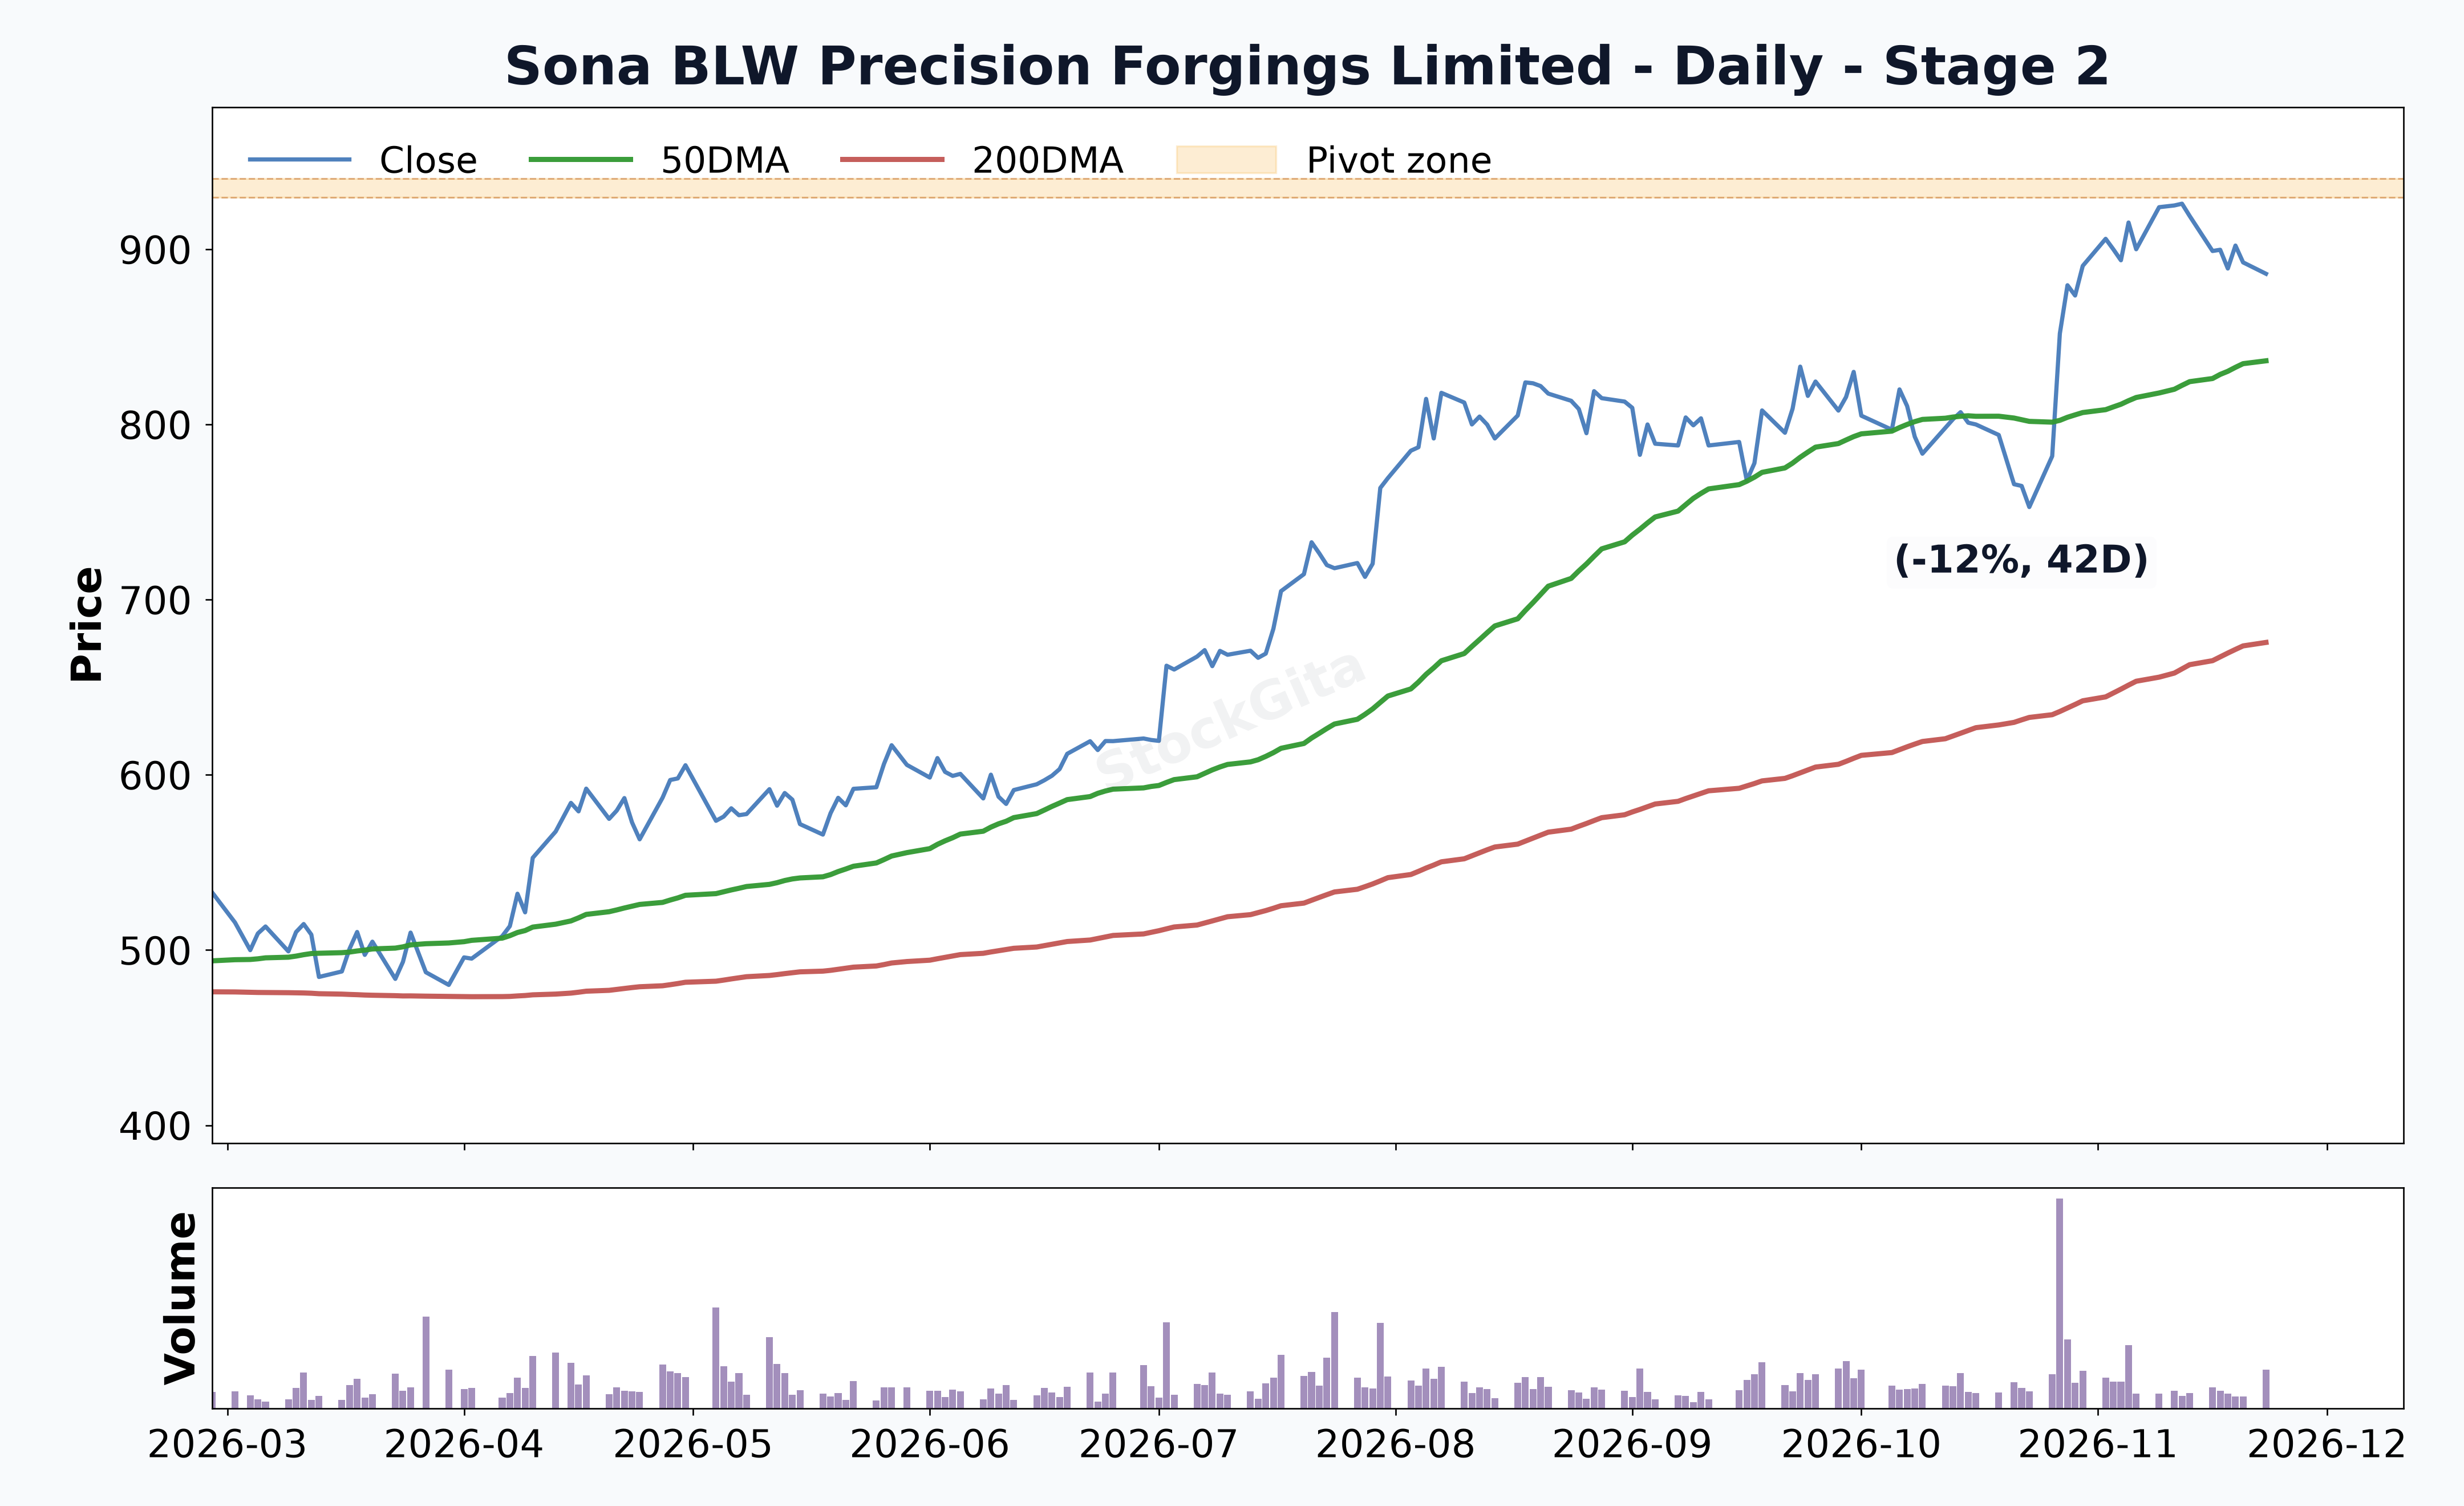 Sona BLW Precision Forgings Limited - Daily - Stage 2
Close 50DMA 200DMA Pivot zone
900
800
700
600
500
400
Price
(-12%, 42D)
StockGita
Volume
2026-03 2026-04 2026-05 2026-06 2026-07 2026-08 2026-09 2026-10 2026-11 2026-12